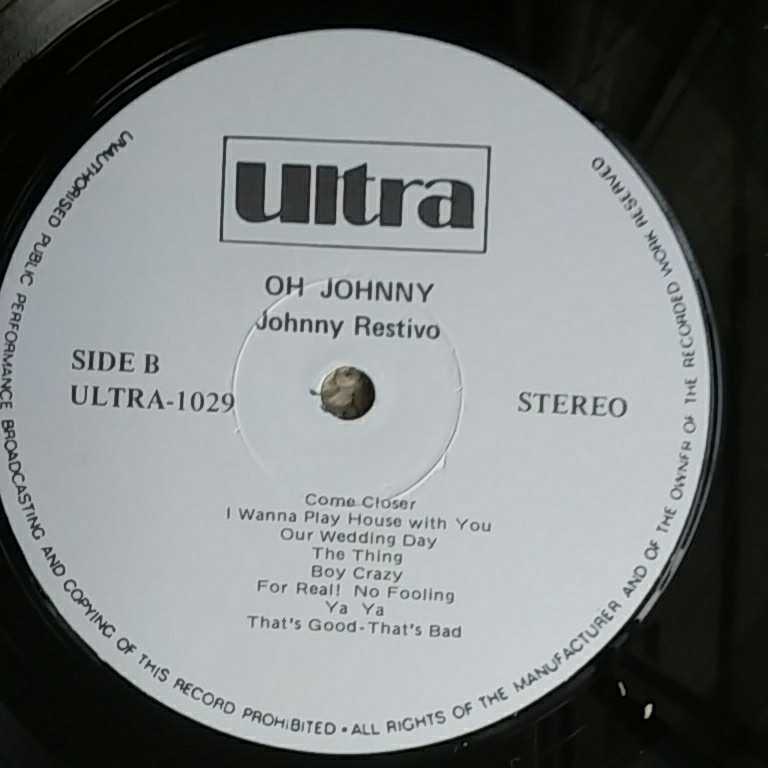 ultra
OH JOHNNY
Johnny Restivo
SIDE B
ULTRA-1029
STEREO
Come Closer
I Wanna Play House with You
Our Wedding Day
The Thing
Boy Crazy
For Real! No Fooling
Ya Ya
That's Good-That's Bad
UNAUTHORISED PUBLIC PERFORMANCE BROADCASTING AND COPYING OF THIS RECORD PROHIBITED • ALL RIGHTS OF THE MANUFACTURER AND OF THE OWNER OF THE RECORDED WORK RESERVED